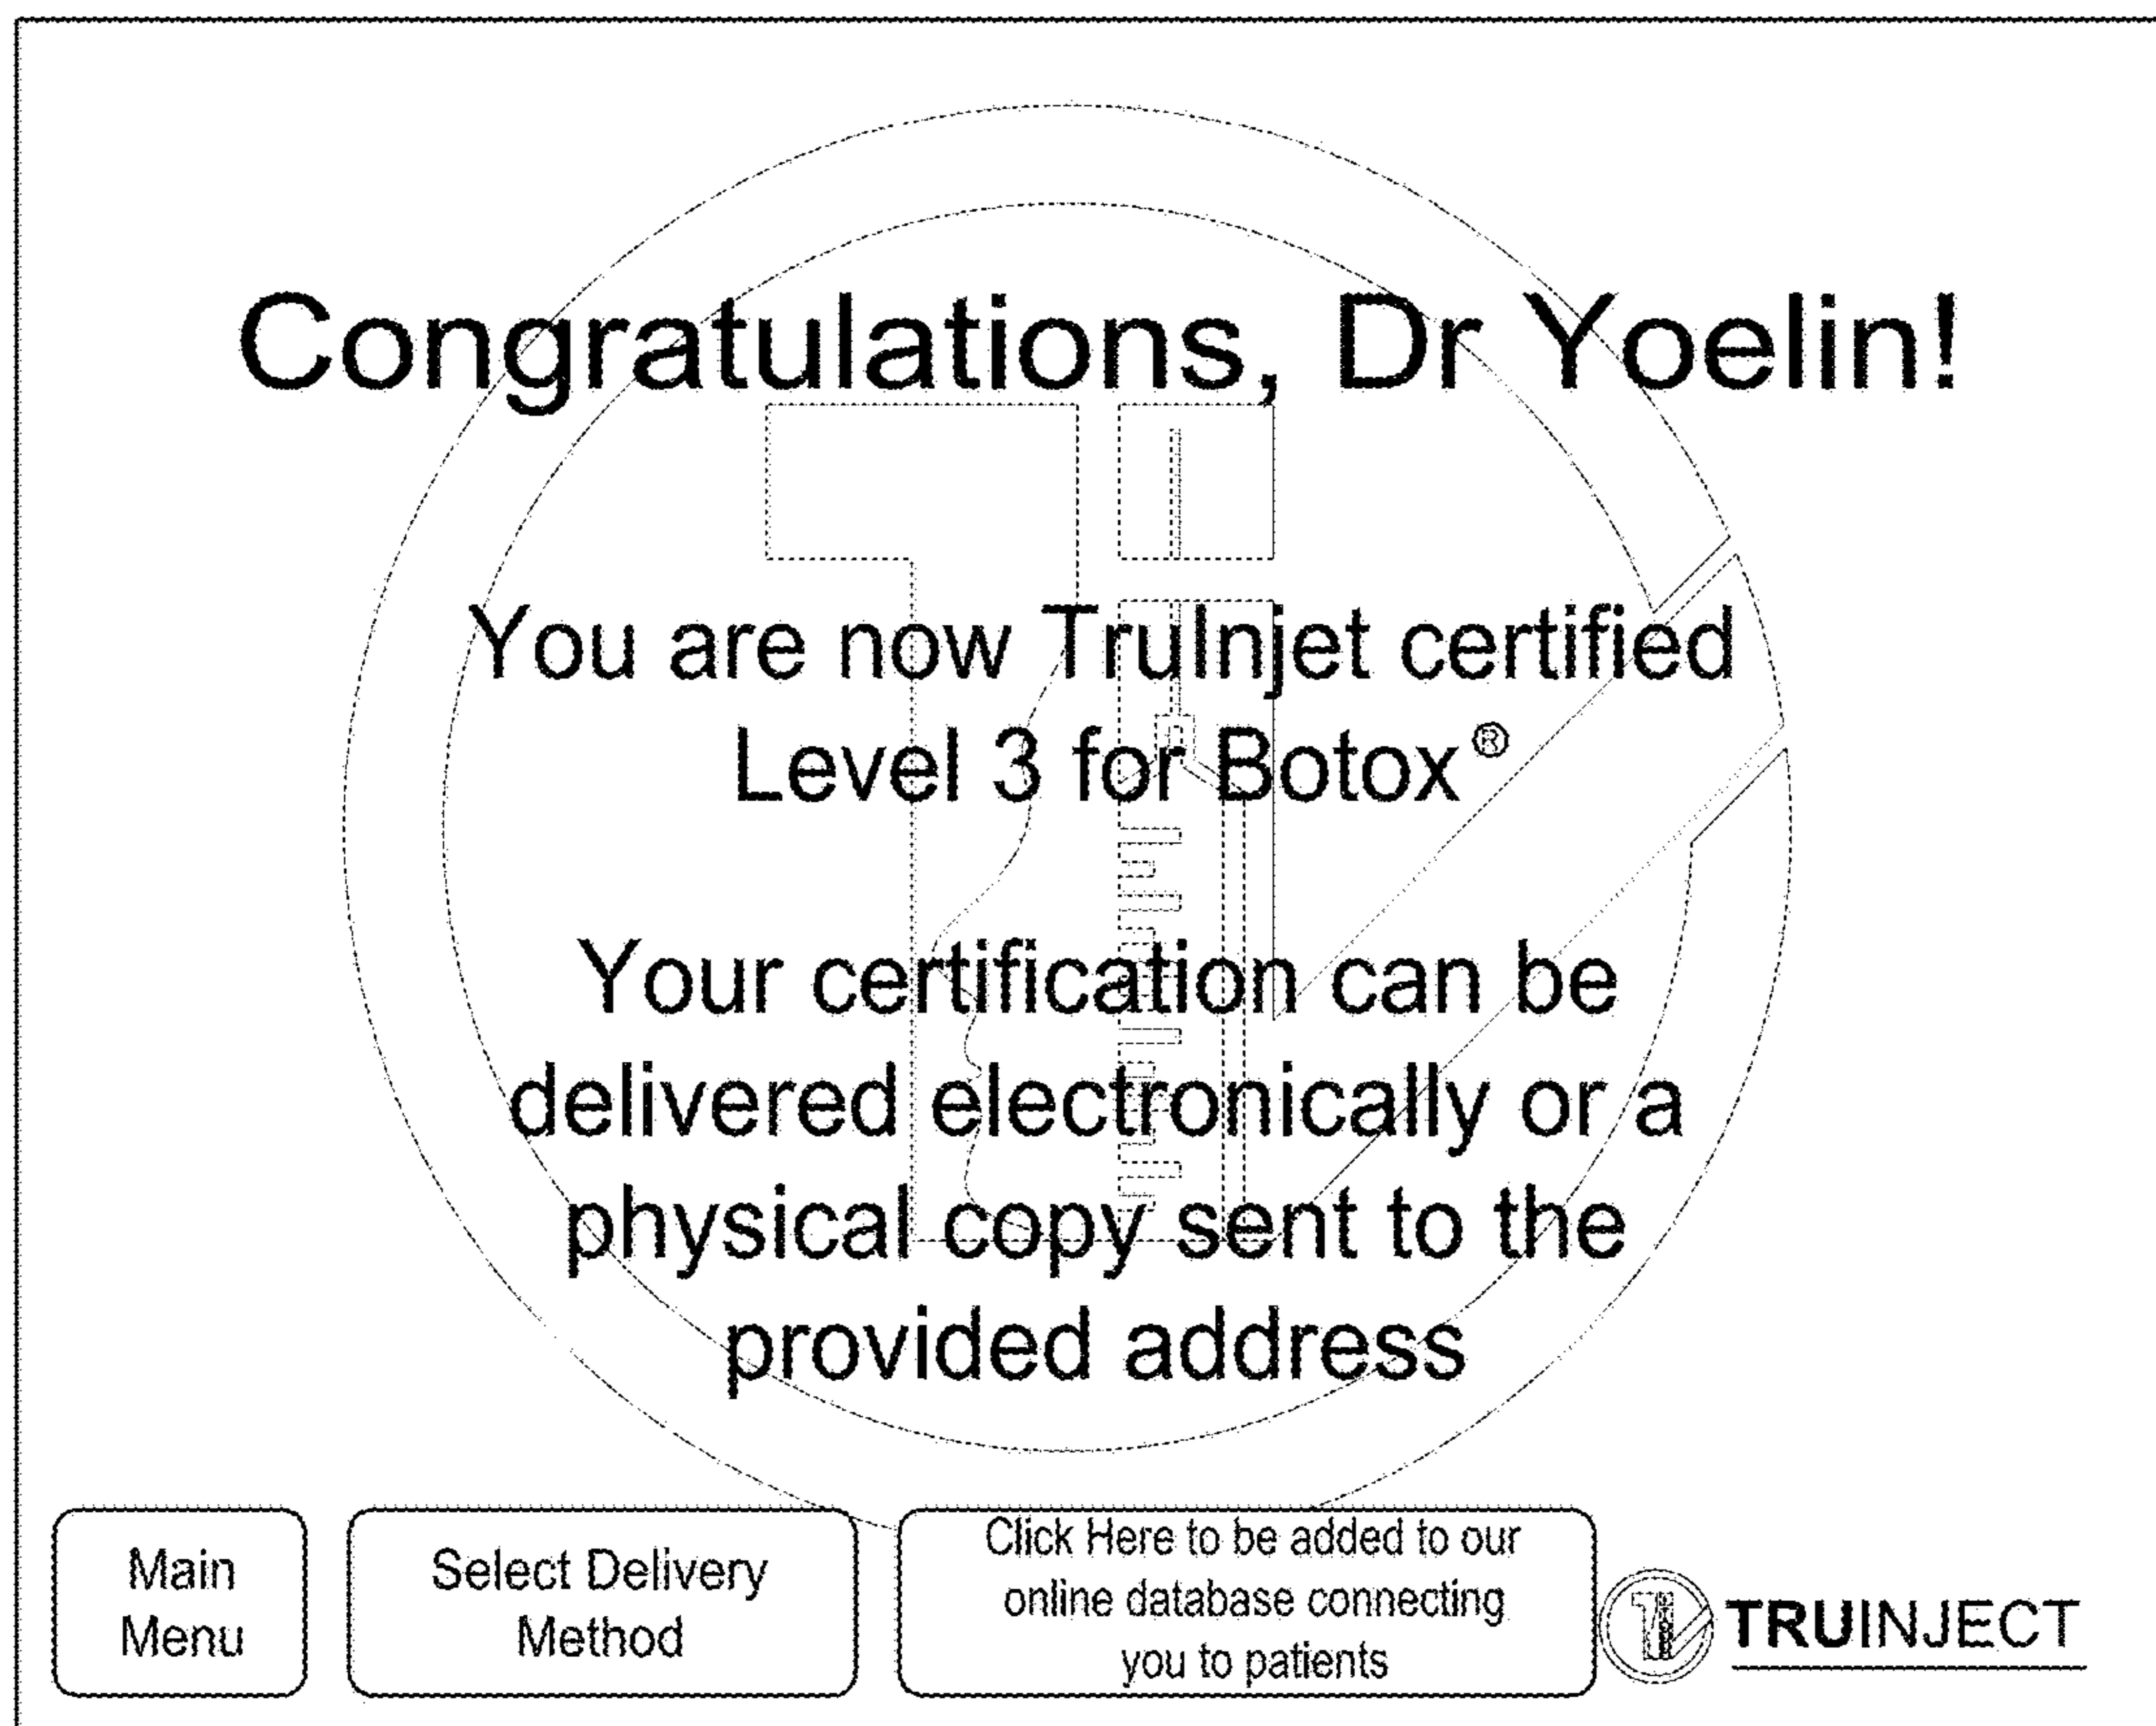 Congratulations, Dr Yoelin!
You are now TruInjet certified
Level 3 for Botox®
Your certification can be
delivered electronically or a
physical copy sent to the
provided address
Main
Menu
Select Delivery
Method
Click Here to be added to our
online database connecting
you to patients
TRUINJECT